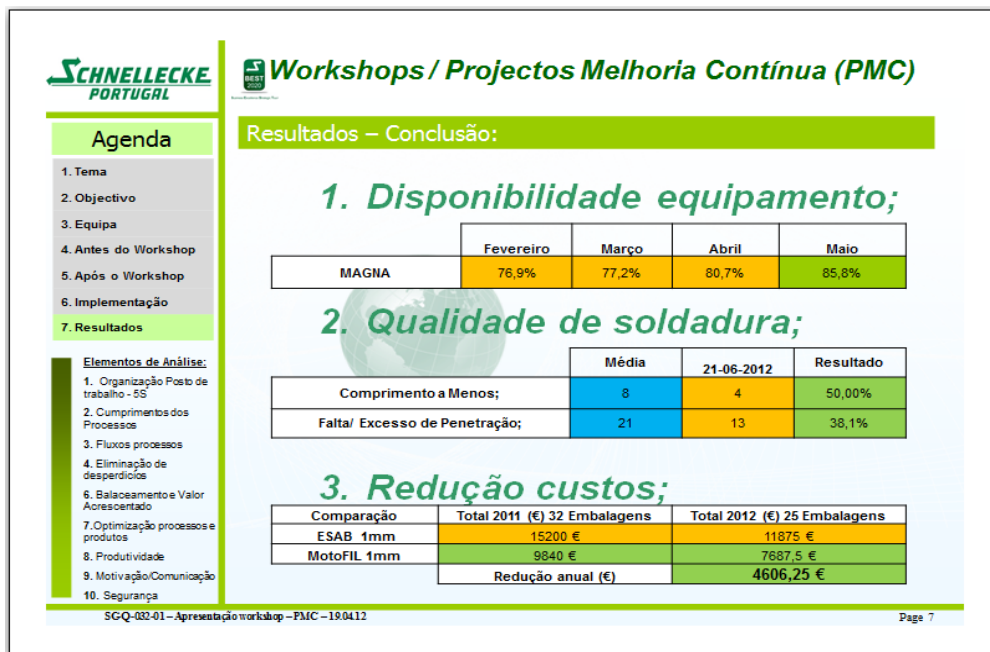 SCHNELLECKE
PORTUGAL
BEST
2020
Workshops / Projectos Melhoria Contínua (PMC)
Agenda
1. Tema
2. Objectivo
3. Equipa
4. Antes do Workshop
5. Após o Workshop
6. Implementação
7. Resultados
Elementos de Análise:
1. Organização Posto de
trabalho - 5S
2. Cumprimentos dos
Processos
3. Fluxos processos
4. Eliminação de
desperdícios
6. Balaceamento e Valor
Acrescentado
7.Optimização processos e
produtos
8. Produtividade
9. Motivação/Comunicação
10. Segurança
Resultados – Conclusão:
1. Disponibilidade equipamento;
Fevereiro Março Abril Maio
MAGNA 76,9% 77,2% 80,7% 85,8%
2. Qualidade de soldadura;
Média 21-06-2012 Resultado
Comprimento a Menos; 8 4 50,00%
Falta/ Excesso de Penetração; 21 13 38,1%
3. Redução custos;
Comparação Total 2011 (€) 32 Embalagens Total 2012 (€) 25 Embalagens
ESAB 1mm 15200 € 11875 €
MotoFIL 1mm 9840 € 7687,5 €
Redução anual (€) 4606,25 €
SGQ-032-01 – Apresentação workshop – PMC – 19.04.12
Page 7